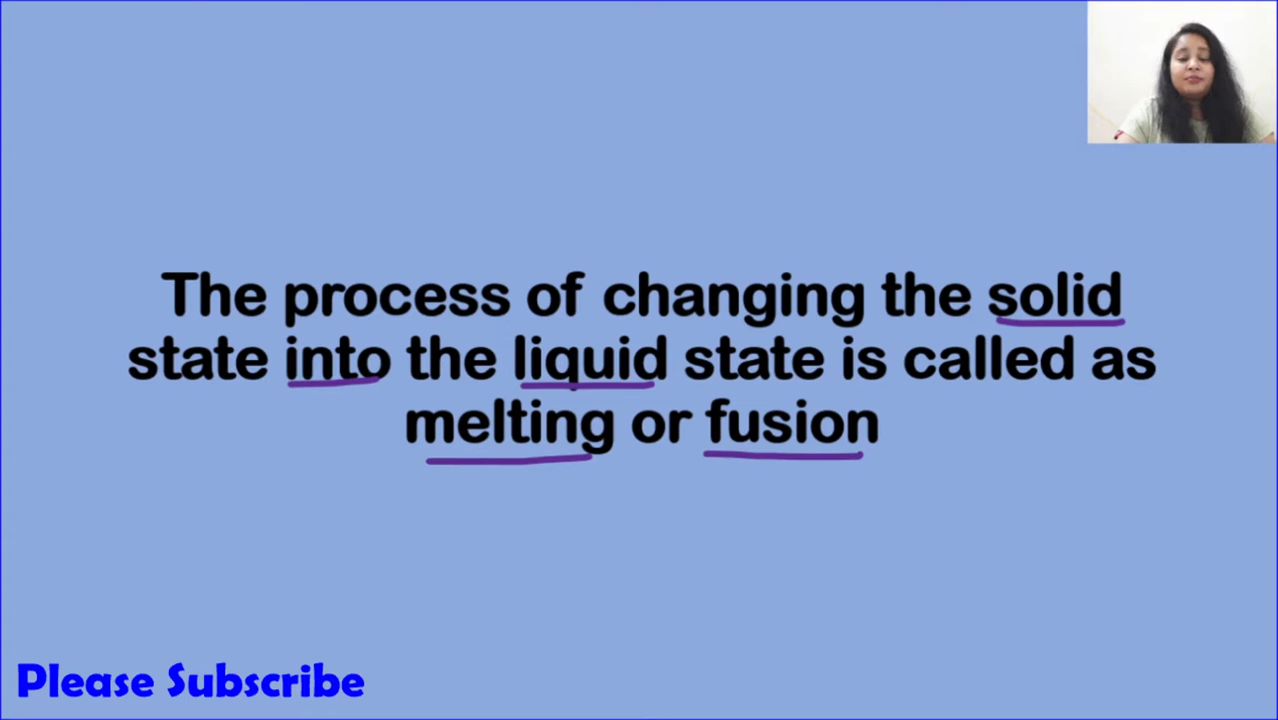 The process of changing the solid
state into the liquid state is called as
melting or fusion
Please Subscribe